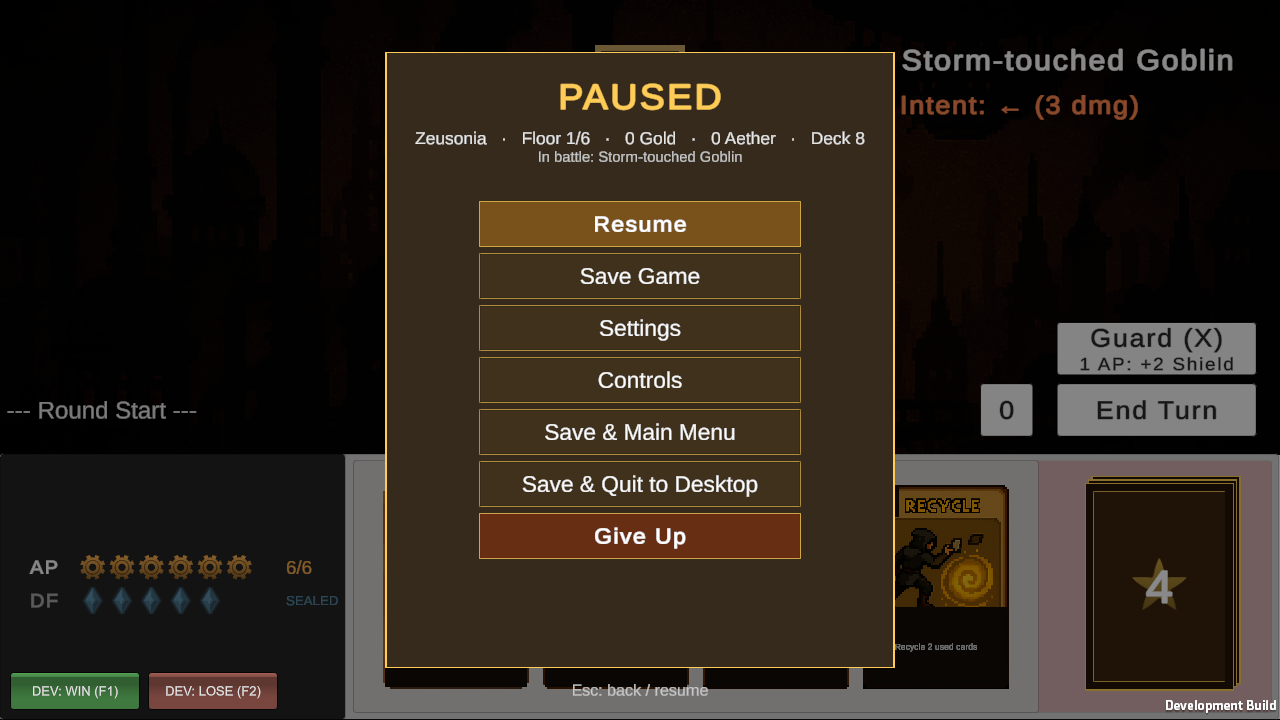 Storm-touched Goblin
Intent: ← (3 dmg)
PAUSED
Zeusonia · Floor 1/6 · 0 Gold · 0 Aether · Deck 8
In battle: Storm-touched Goblin
Resume
Save Game
Settings
Controls
Save & Main Menu
Save & Quit to Desktop
Give Up
Guard (X)
1 AP: +2 Shield
0
End Turn
--- Round Start ---
AP 6/6
DF SEALED
RECYCLE
Recycle 2 used cards
4
DEV: WIN (F1)
DEV: LOSE (F2)
Esc: back / resume
Development Build